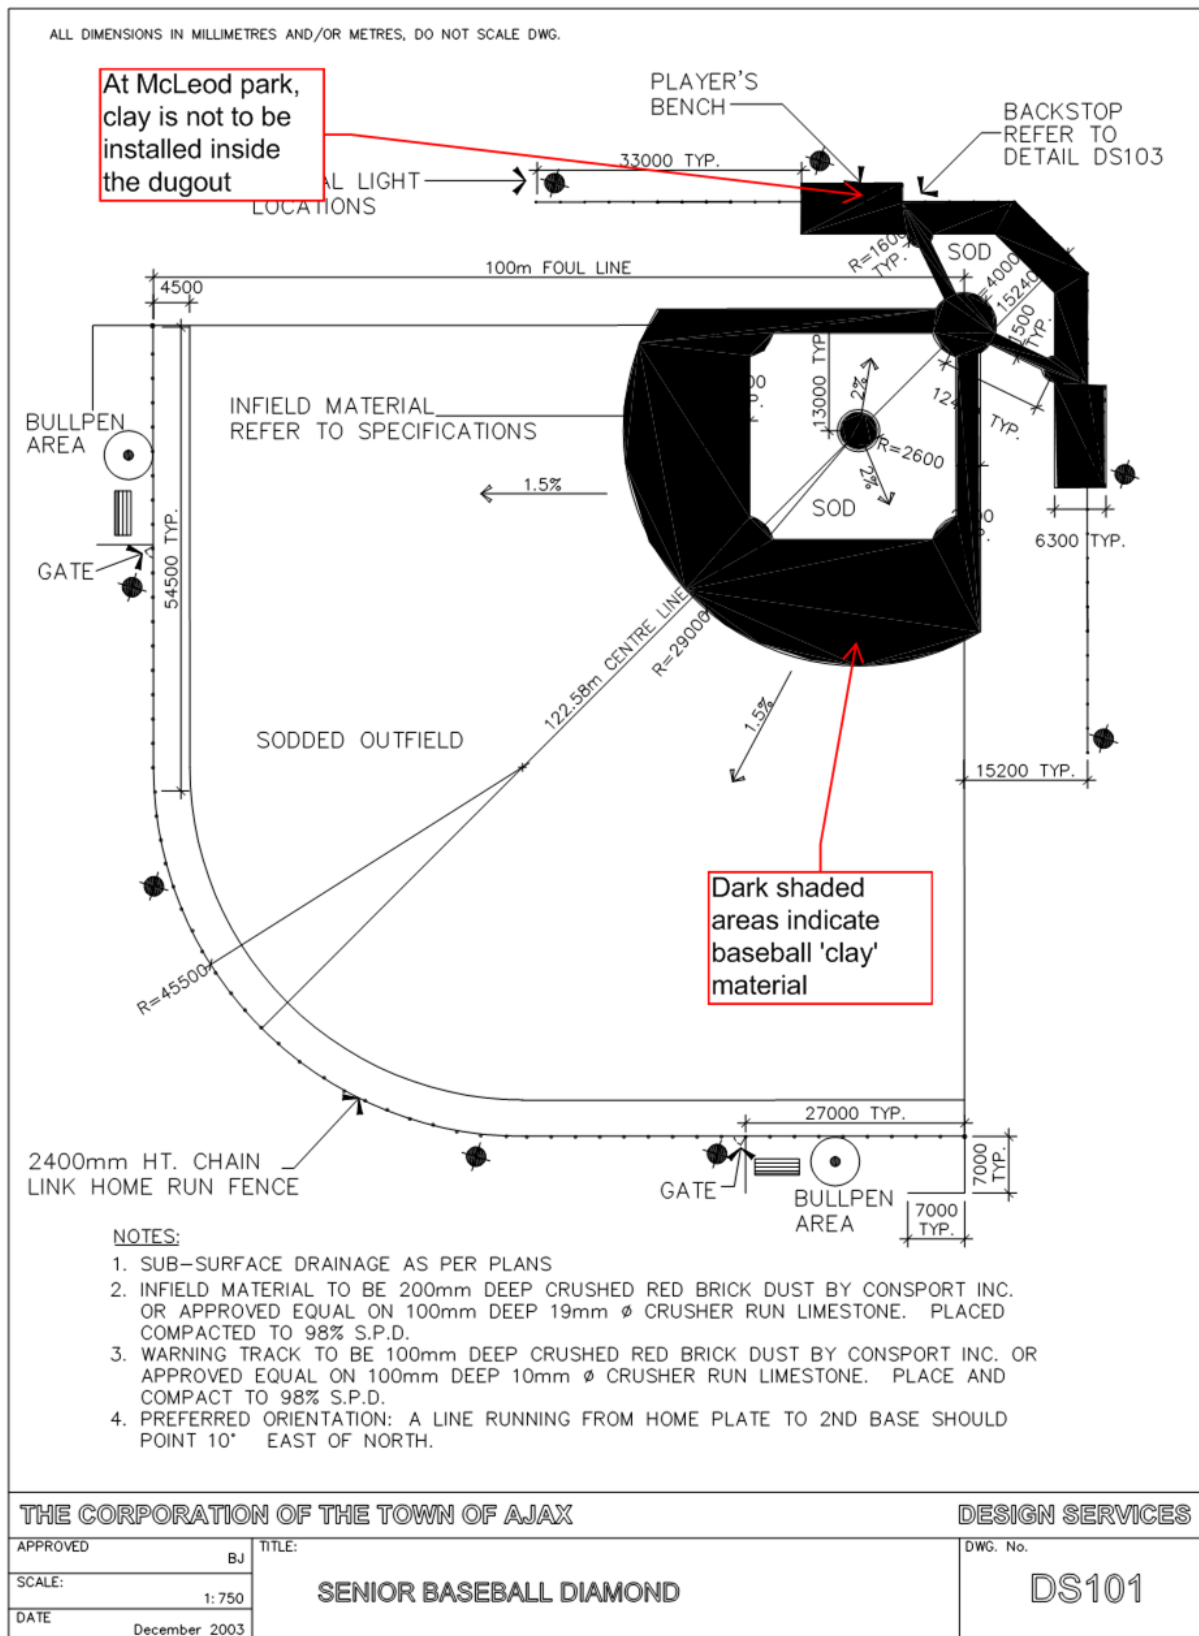 ALL DIMENSIONS IN MILLIMETRES AND/OR METRES, DO NOT SCALE DWG.
At McLeod park,
clay is not to be
installed inside
the dugout
PLAYER'S
BENCH
BACKSTOP
REFER TO
DETAIL DS103
33000 TYP.
LIGHT
LOCATIONS
R=1600
TYP.
SOD
100m FOUL LINE
4000
15240
4500
1500
TYP.
13000 TYP
2%
BULLPEN
AREA
INFIELD MATERIAL
REFER TO SPECIFICATIONS
TYP.
R=2600
2%
1.5%
SOD
6300 TYP.
GATE
54500 TYP.
122.58m CENTRE LINE
R=29000
1.5%
SODDED OUTFIELD
15200 TYP.
Dark shaded
areas indicate
baseball 'clay'
material
R=45500
27000 TYP.
2400mm HT. CHAIN
LINK HOME RUN FENCE
GATE
BULLPEN
AREA
7000
TYP.
7000
TYP.
NOTES:
1. SUB-SURFACE DRAINAGE AS PER PLANS
2. INFIELD MATERIAL TO BE 200mm DEEP CRUSHED RED BRICK DUST BY CONSPORT INC.
OR APPROVED EQUAL ON 100mm DEEP 19mm ø CRUSHER RUN LIMESTONE. PLACED
COMPACTED TO 98% S.P.D.
3. WARNING TRACK TO BE 100mm DEEP CRUSHED RED BRICK DUST BY CONSPORT INC. OR
APPROVED EQUAL ON 100mm DEEP 10mm ø CRUSHER RUN LIMESTONE. PLACE AND
COMPACT TO 98% S.P.D.
4. PREFERRED ORIENTATION: A LINE RUNNING FROM HOME PLATE TO 2ND BASE SHOULD
POINT 10° EAST OF NORTH.
THE CORPORATION OF THE TOWN OF AJAX
DESIGN SERVICES
APPROVED
BJ
TITLE:
DWG. No.
SCALE:
1:750
SENIOR BASEBALL DIAMOND
DS101
DATE
December 2003